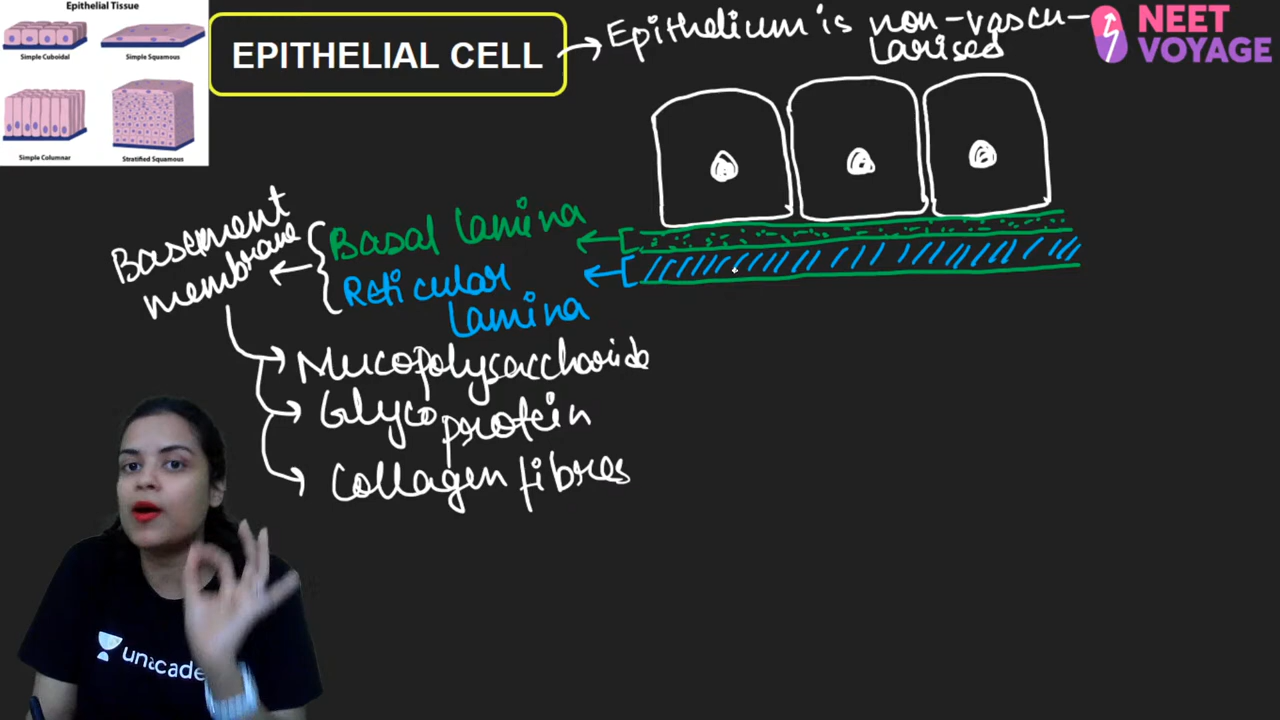 Epithelial Tissue
Simple Cuboidal
Simple Squamous
Simple Columnar
Stratified Squamous
EPITHELIAL CELL
Epithelium is non-vascu-
larised
NEET
VOYAGE
Basement
membrane
Basal lamina
Reticular
lamina
Mucopolysaccharide
Glycoprotein
Collagen fibres
unacade